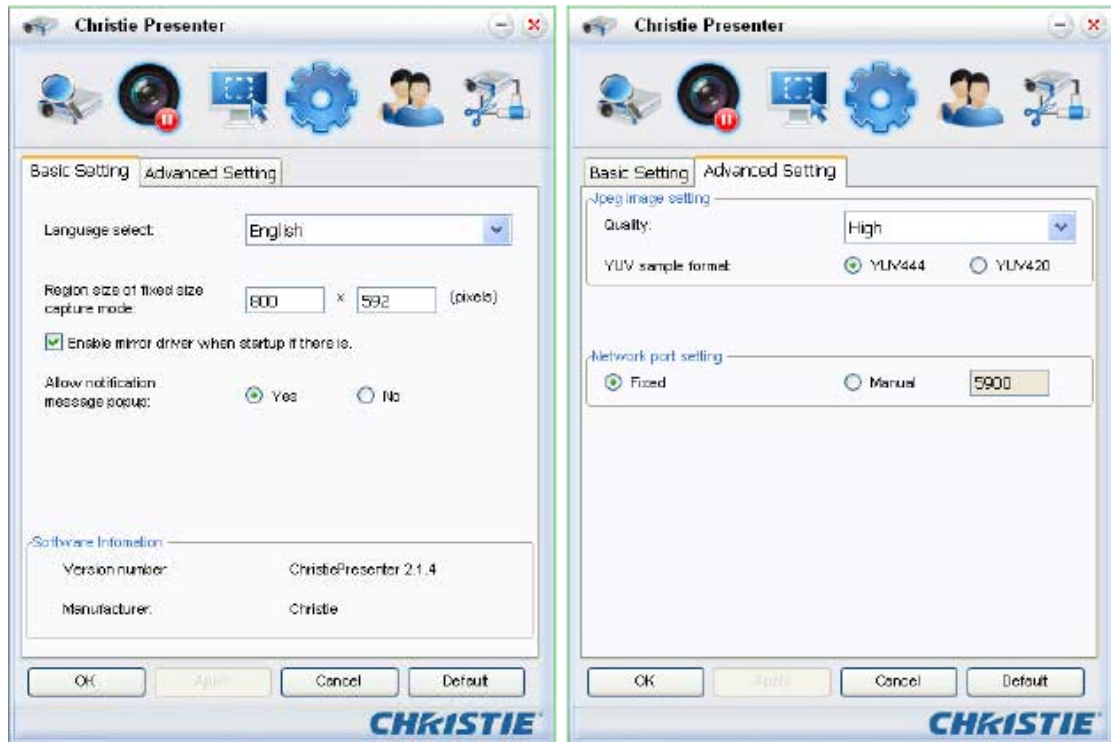 Christie Presenter
Basic Setting Advanced Setting
Language select: English
Region size of fixed size
capture mode: 800 x 592 (pixels)
Enable mirror driver when startup if there is.
Allow notification
message popup: Yes No
Software Infomation
Version number: ChristiePresenter 2.1.4
Manufacturer: Christie
OK Apply Cancel Default
CHRISTIE
Christie Presenter
Basic Setting Advanced Setting
Jpeg image setting
Quality: High
YUV sample format: YUV444 YUV420
Network port setting
Fixed Manual 5900
OK Apply Cancel Default
CHRISTIE